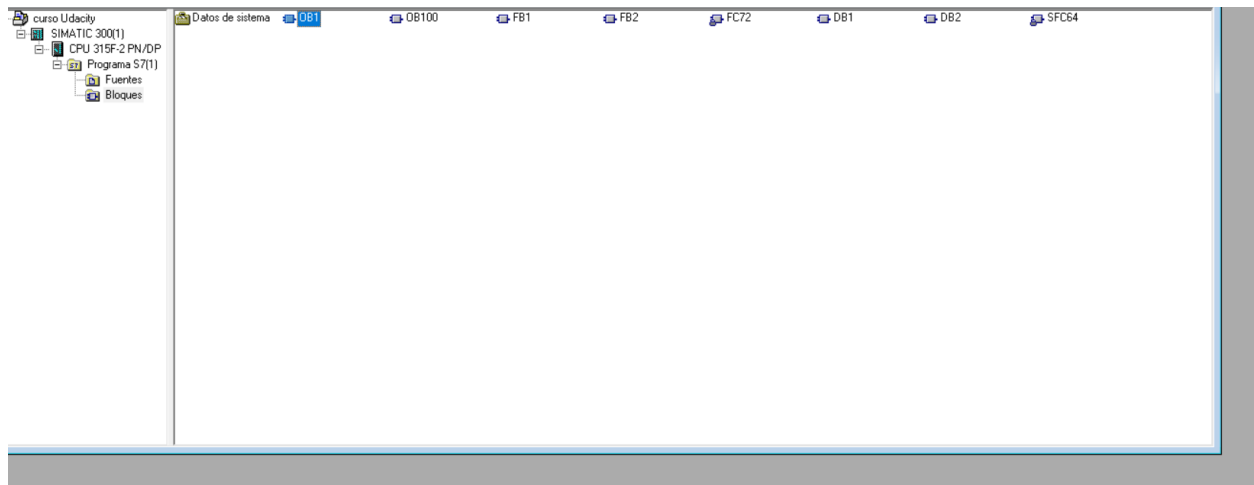 curso Udacity
SIMATIC 300(1)
CPU 315F-2 PN/DP
Programa S7(1)
Fuentes
Bloques
Datos de sistema OB1 OB100 FB1 FB2 FC72 DB1 DB2 SFC64